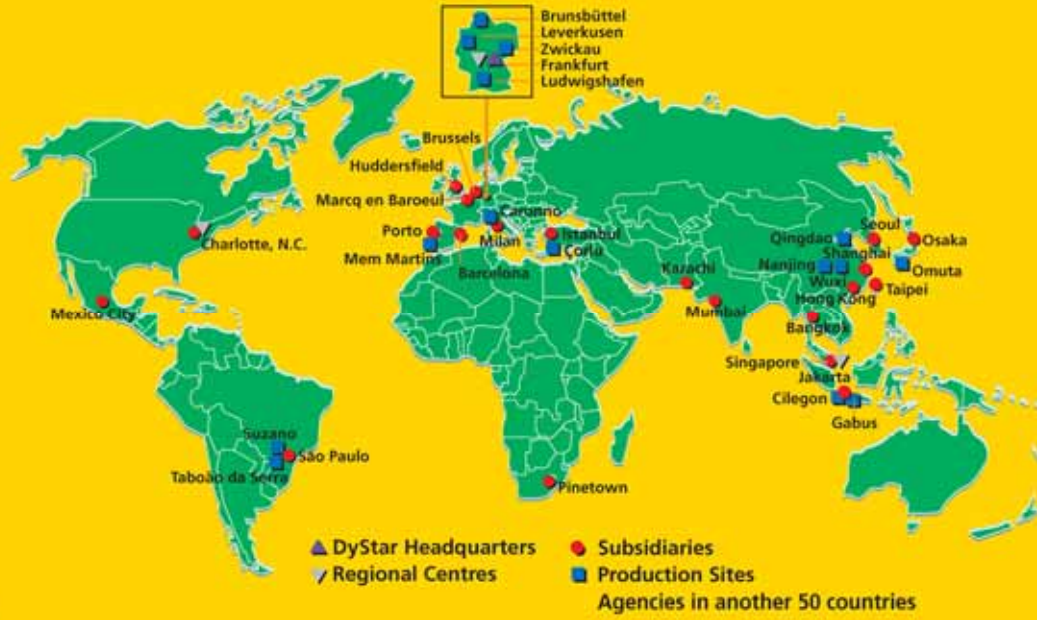 Brunsbüttel
Leverkusen
Zwickau
Frankfurt
Ludwigshafen
Brussels
Huddersfield
Marcq en Baroeul
Caronno
Porto
Milan
Istanbul
Mem Martins
Çorlu
Barcelona
Charlotte, N.C.
Mexico City
Qingdao
Seoul
Osaka
Shanghai
Nanjing
Omuta
Wuxi
Karachi
Taipei
Hong Kong
Mumbai
Bangkok
Singapore
Jakarta
Cilegon
Gabus
Suzano
São Paulo
Taboão da Serra
Pinetown
DyStar Headquarters
Subsidiaries
Regional Centres
Production Sites
Agencies in another 50 countries